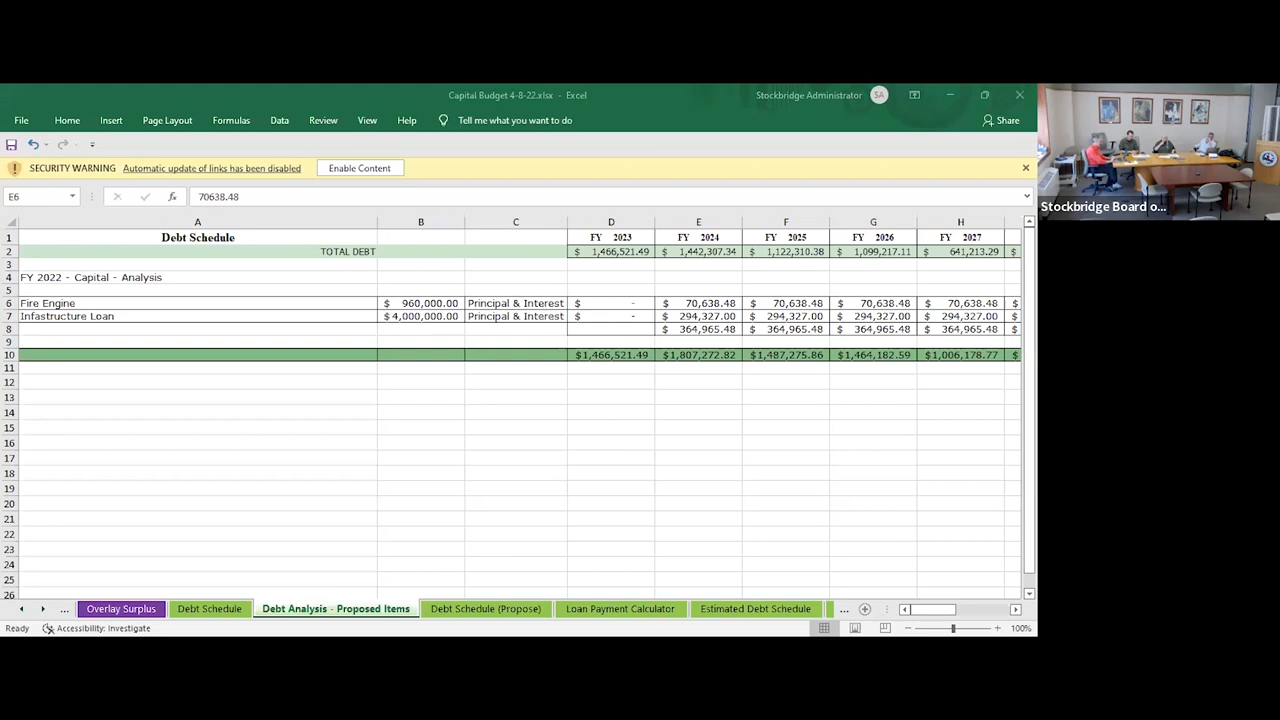 Capital Budget 4-8-22.xlsx - Excel
Stockbridge Administrator SA
File Home Insert Page Layout Formulas Data Review View Help Tell me what you want to do Share
SECURITY WARNING Automatic update of links has been disabled Enable Content
E6 fx 70638.48
A B C D E F G H
1 Debt Schedule FY 2023 FY 2024 FY 2025 FY 2026 FY 2027
2 TOTAL DEBT $ 1,466,521.49 $ 1,442,307.34 $ 1,122,310.38 $ 1,099,217.11 $ 641,213.29 $
3
4 FY 2022 - Capital - Analysis
5
6 Fire Engine $ 960,000.00 Principal & Interest $ - $ 70,638.48 $ 70,638.48 $ 70,638.48 $ 70,638.48 $
7 Infastructure Loan $ 4,000,000.00 Principal & Interest $ - $ 294,327.00 $ 294,327.00 $ 294,327.00 $ 294,327.00 $
8 $ 364,965.48 $ 364,965.48 $ 364,965.48 $ 364,965.48 $
9
10 $1,466,521.49 $1,807,272.82 $1,487,275.86 $1,464,182.59 $1,006,178.77 $
11
12
13
14
15
16
17
18
19
20
21
22
23
24
25
26
... Overlay Surplus Debt Schedule Debt Analysis - Proposed Items Debt Schedule (Propose) Loan Payment Calculator Estimated Debt Schedule ...
Ready Accessibility: Investigate 100%
Stockbridge Board o...